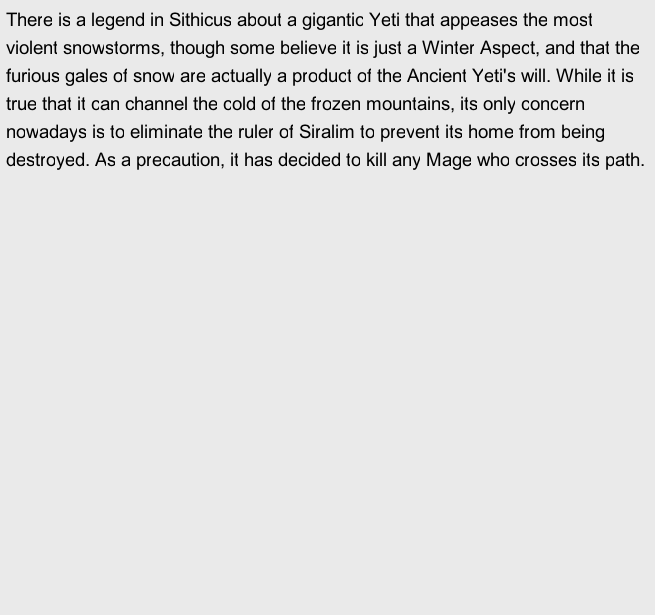 There is a legend in Sithicus about a gigantic Yeti that appeases the most
violent snowstorms, though some believe it is just a Winter Aspect, and that the
furious gales of snow are actually a product of the Ancient Yeti's will. While it is
true that it can channel the cold of the frozen mountains, its only concern
nowadays is to eliminate the ruler of Siralim to prevent its home from being
destroyed. As a precaution, it has decided to kill any Mage who crosses its path.